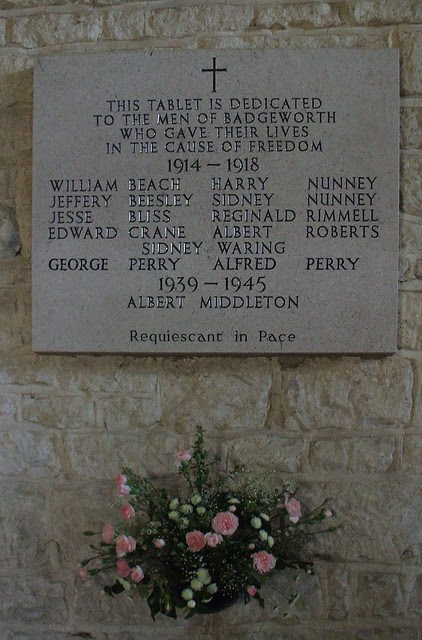 THIS TABLET IS DEDICATED
TO THE MEN OF BADGEWORTH
WHO GAVE THEIR LIVES
IN THE CAUSE OF FREEDOM
1914 – 1918
WILLIAM BEACH HARRY NUNNEY
JEFFERY BEESLEY SIDNEY NUNNEY
JESSE BLISS REGINALD RIMMELL
EDWARD CRANE ALBERT ROBERTS
SIDNEY WARING
GEORGE PERRY ALFRED PERRY
1939 – 1945
ALBERT MIDDLETON
Requiescant in Pace